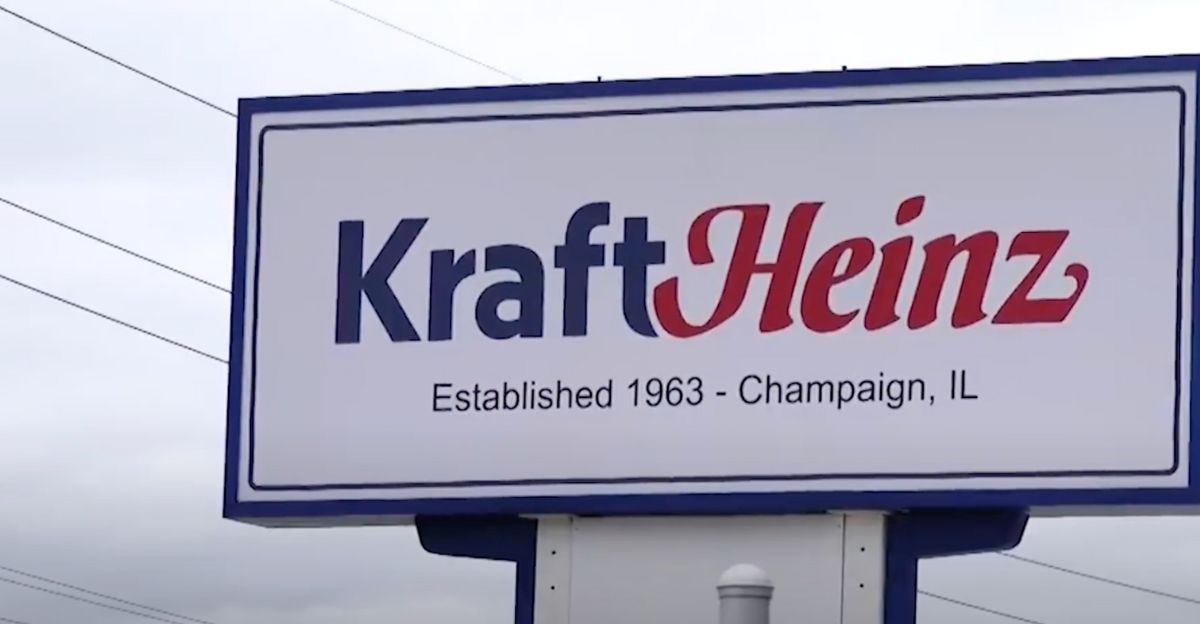 KraftHeinz
Established 1963 - Champaign, IL